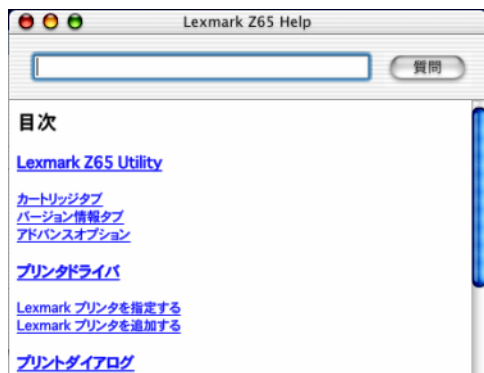 Lexmark Z65 Help
質問
目次
Lexmark Z65 Utility
カートリッジタブ
バージョン情報タブ
アドバンスオプション
プリンタドライバ
Lexmark プリンタを指定する
Lexmark プリンタを追加する
プリントダイアログ